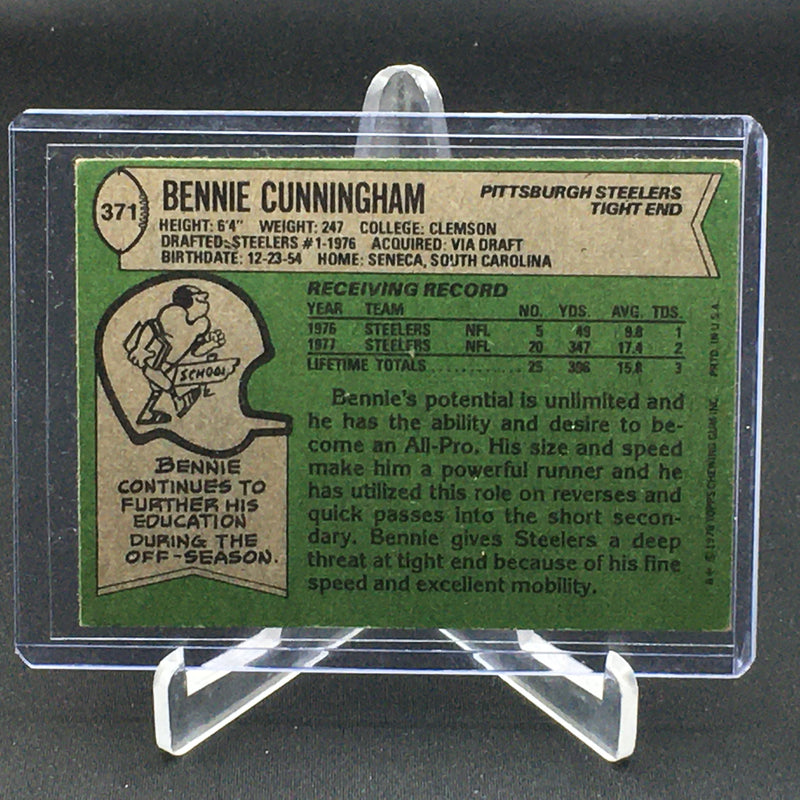 371
BENNIE CUNNINGHAM
PITTSBURGH STEELERS
TIGHT END
HEIGHT: 6'4" WEIGHT: 247 COLLEGE: CLEMSON
DRAFTED: STEELERS #1-1976 ACQUIRED: VIA DRAFT
BIRTHDATE: 12-23-54 HOME: SENECA, SOUTH CAROLINA
SCHOOL
BENNIE
CONTINUES TO
FURTHER HIS
EDUCATION
DURING THE
OFF-SEASON.
RECEIVING RECORD
YEAR TEAM NO. YDS. AVG. TDS.
1976 STEELERS NFL 5 49 9.8 1
1977 STEELERS NFL 20 347 17.4 2
LIFETIME TOTALS .......... 25 396 15.8 3
Bennie's potential is unlimited and
he has the ability and desire to be-
come an All-Pro. His size and speed
make him a powerful runner and he
has utilized this role on reverses and
quick passes into the short secon-
dary. Bennie gives Steelers a deep
threat at tight end because of his fine
speed and excellent mobility.
© 1978 TOPPS CHEWING GUM INC. PRTD. IN U.S.A.